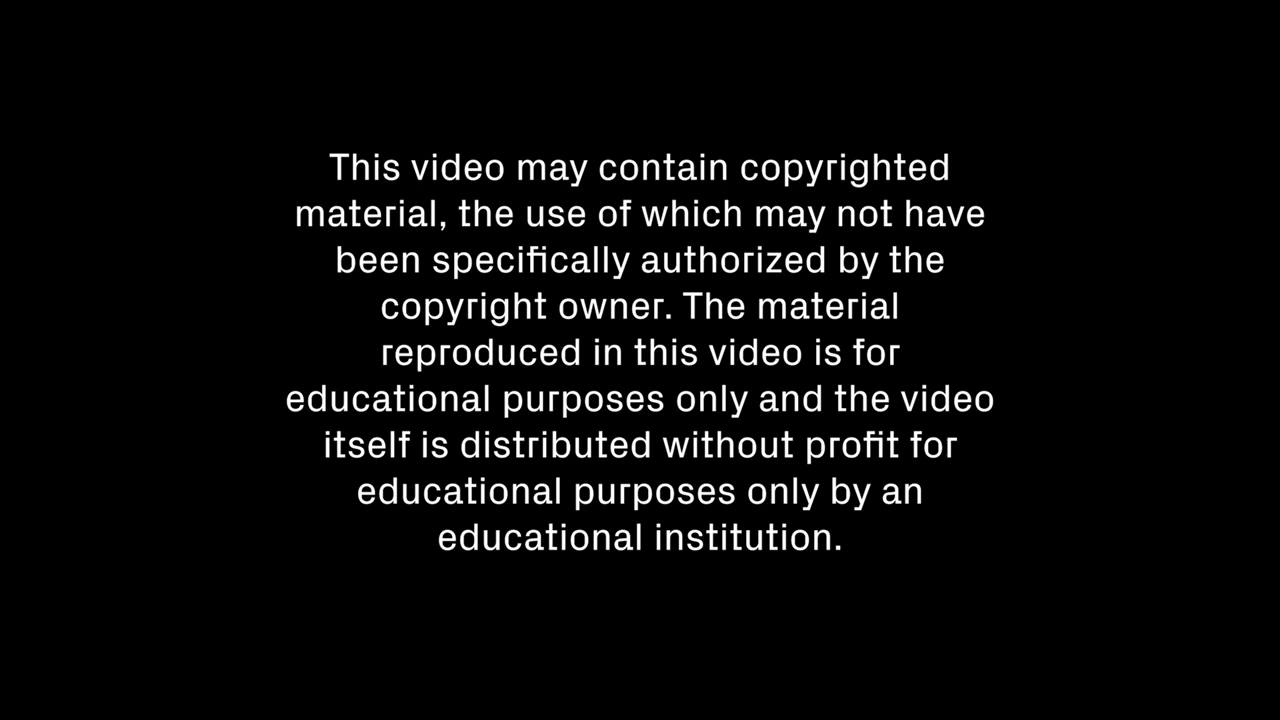 This video may contain copyrighted
material, the use of which may not have
been specifically authorized by the
copyright owner. The material
reproduced in this video is for
educational purposes only and the video
itself is distributed without profit for
educational purposes only by an
educational institution.